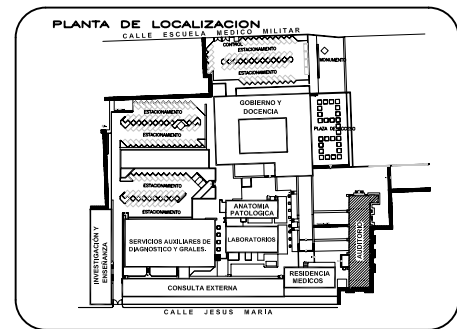 PLANTA DE LOCALIZACION
CALLE ESCUELA MEDICO MILITAR
CONTROL
ESTACIONAMIENTO
MONUMENTO
ESTACIONAMIENTO
GOBIERNO Y
DOCENCIA
ESTACIONAMIENTO
PLAZA DE ACCESO
ESTACIONAMIENTO
ESTACIONAMIENTO
ANATOMIA
PATOLOGICA
ESTACIONAMIENTO
INVESTIGACIÓN Y
ENSEÑANZA
SERVICIOS AUXILIARES DE
DIAGNOSTICO Y GRALES.
LABORATORIOS
AUDITORIO
RESIDENCIA
MEDICOS
CONSULTA EXTERNA
CALLE JESUS MARÍA